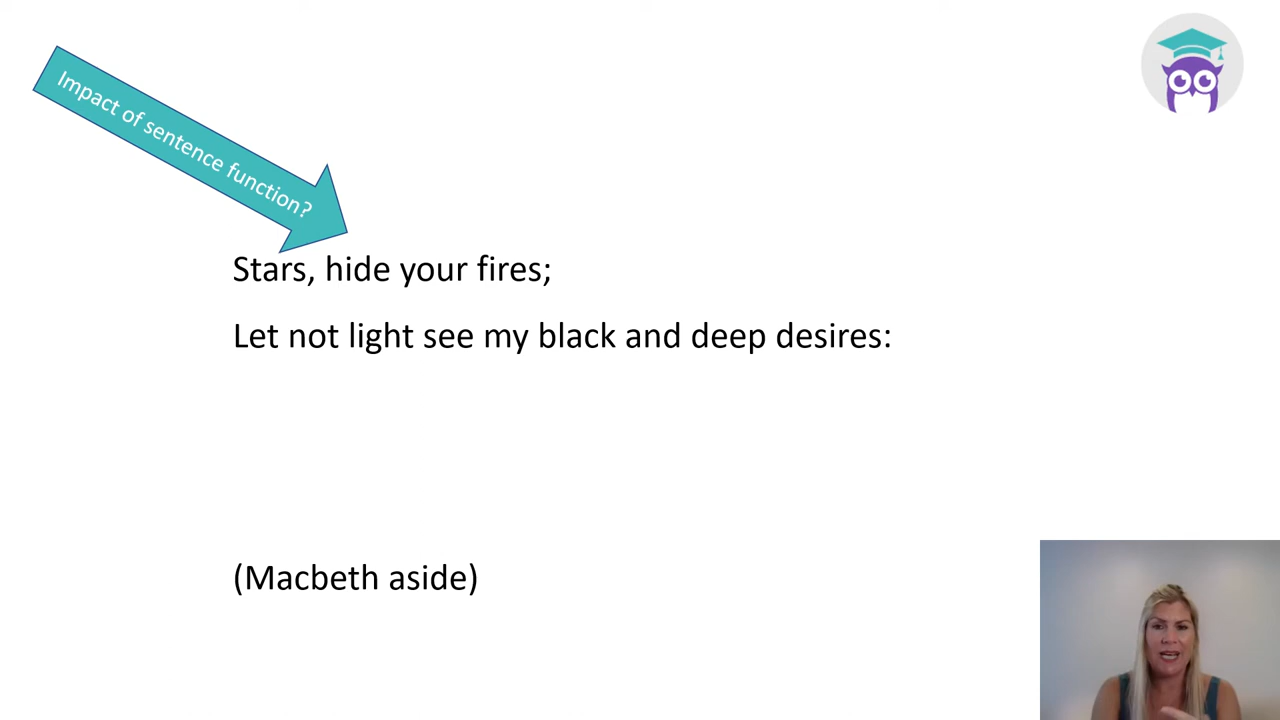 Impact of sentence function?
Stars, hide your fires;
Let not light see my black and deep desires:
(Macbeth aside)